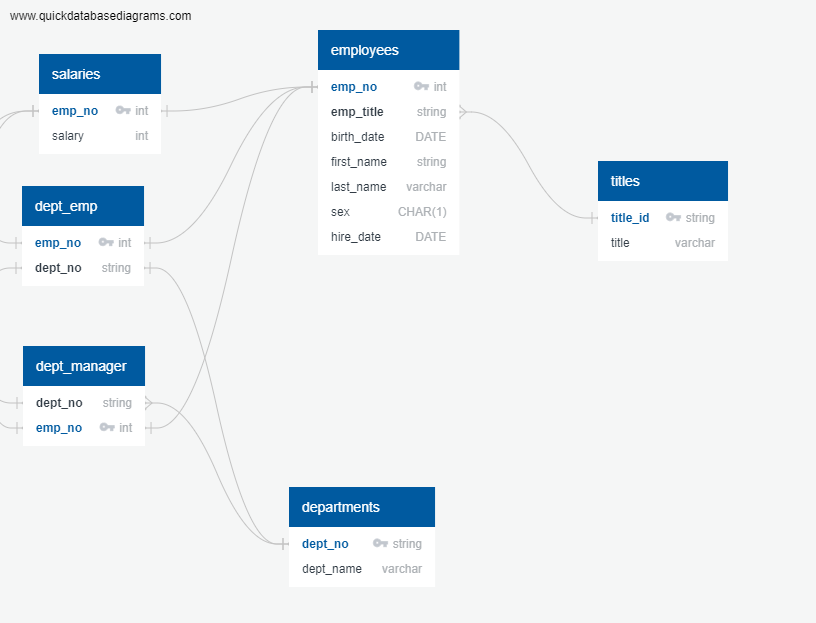 www.quickdatabasediagrams.com
salaries
emp_no int
salary int
dept_emp
emp_no int
dept_no string
dept_manager
dept_no string
emp_no int
employees
emp_no int
emp_title string
birth_date DATE
first_name string
last_name varchar
sex CHAR(1)
hire_date DATE
titles
title_id string
title varchar
departments
dept_no string
dept_name varchar